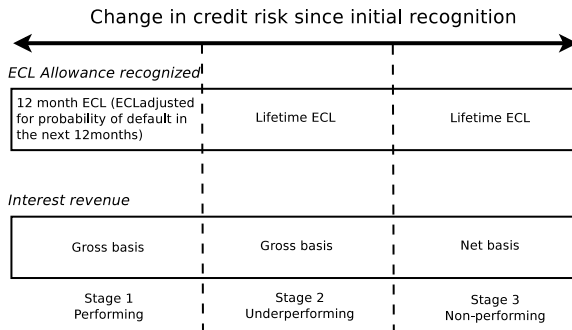 Change in credit risk since initial recognition
ECL Allowance recognized
12 month ECL (ECLadjusted
for probability of default in
the next 12months)
Lifetime ECL
Lifetime ECL
Interest revenue
Gross basis
Gross basis
Net basis
Stage 1
Performing
Stage 2
Underperforming
Stage 3
Non-performing